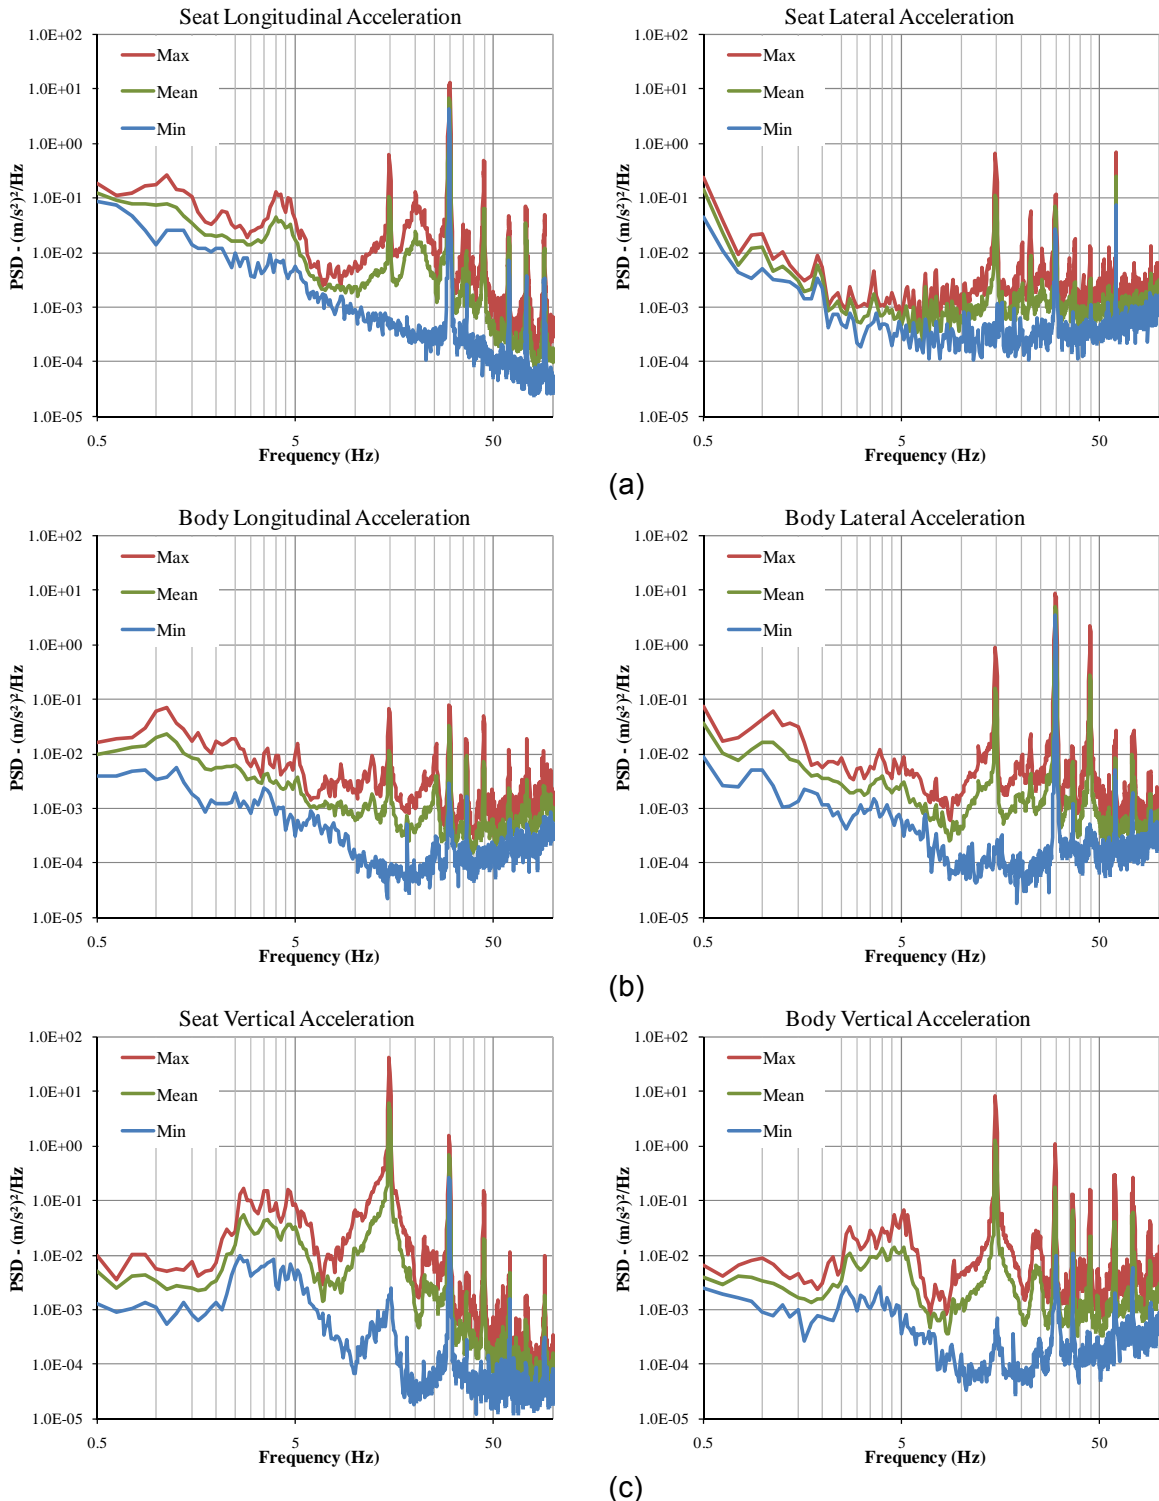 Seat Longitudinal Acceleration
1.0E+02
1.0E+01
1.0E+00
1.0E-01
1.0E-02
1.0E-03
1.0E-04
1.0E-05
PSD - (m/s²)²/Hz
Max
Mean
Min
0.5 5 50
Frequency (Hz)
Seat Lateral Acceleration
1.0E+02
1.0E+01
1.0E+00
1.0E-01
1.0E-02
1.0E-03
1.0E-04
1.0E-05
PSD - (m/s²)²/Hz
Max
Mean
Min
0.5 5 50
Frequency (Hz)
(a)
Body Longitudinal Acceleration
1.0E+02
1.0E+01
1.0E+00
1.0E-01
1.0E-02
1.0E-03
1.0E-04
1.0E-05
PSD - (m/s²)²/Hz
Max
Mean
Min
0.5 5 50
Frequency (Hz)
Body Lateral Acceleration
1.0E+02
1.0E+01
1.0E+00
1.0E-01
1.0E-02
1.0E-03
1.0E-04
1.0E-05
PSD - (m/s²)²/Hz
Max
Mean
Min
0.5 5 50
Frequency (Hz)
(b)
Seat Vertical Acceleration
1.0E+02
1.0E+01
1.0E+00
1.0E-01
1.0E-02
1.0E-03
1.0E-04
1.0E-05
PSD - (m/s²)²/Hz
Max
Mean
Min
0.5 5 50
Frequency (Hz)
Body Vertical Acceleration
1.0E+02
1.0E+01
1.0E+00
1.0E-01
1.0E-02
1.0E-03
1.0E-04
1.0E-05
PSD - (m/s²)²/Hz
Max
Mean
Min
0.5 5 50
Frequency (Hz)
(c)